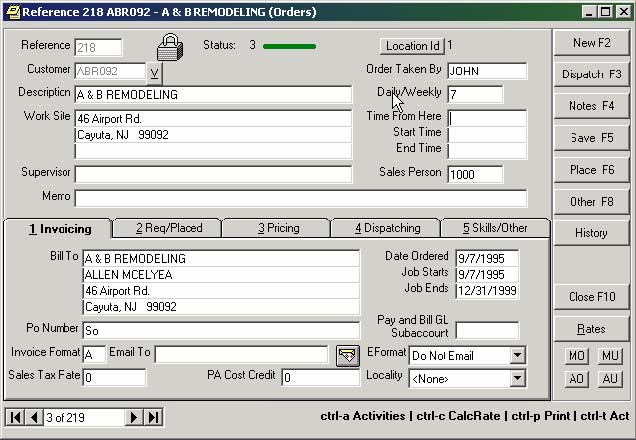 Reference 218 ABR092 - A & B REMODELING (Orders)
Reference 218 Status: 3 Location Id 1 New F2
Customer ABR092 V Order Taken By JOHN Dispatch F3
Description A & B REMODELING Daily/Weekly 7
Work Site 46 Airport Rd. Time From Here Notes F4
Cayuta, NJ 99092 Start Time Save F5
End Time
Supervisor Sales Person 1000 Place F6
Merro Other F8
1 Invoicing 2 Req/Placed 3 Pricing 4 Dispatching 5 Skills/Other History
Bill To A & B REMODELING Date Ordered 9/7/1995
ALLEN MCELYEA Job Starts 9/7/1995
46 Airport Rd. Job Ends 12/31/1999 Close F10
Cayuta, NJ 99092
Po Number So Pay and Bill GL Subaccourt Rates
Invoice Format A Email To EFormat Do Not Email MO MU
Sales Tax Fate 0 PA Cost Credit 0 Locality <None> AO AU
3 of 219 ctrl-a Activities | ctrl-c CalcRate | ctrl-p Print | ctrl-t Act